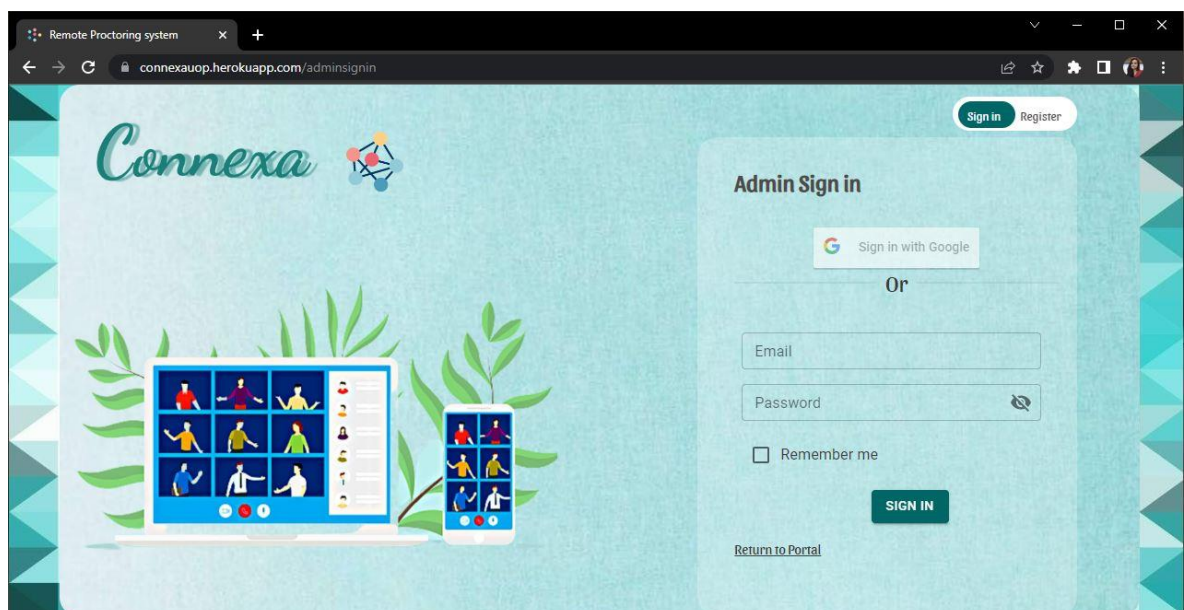 Remote Proctoring system
connexauop.herokuapp.com/adminsignin
Sign in Register
Connexa
Admin Sign in
Sign in with Google
Or
Email
Password
Remember me
SIGN IN
Return to Portal